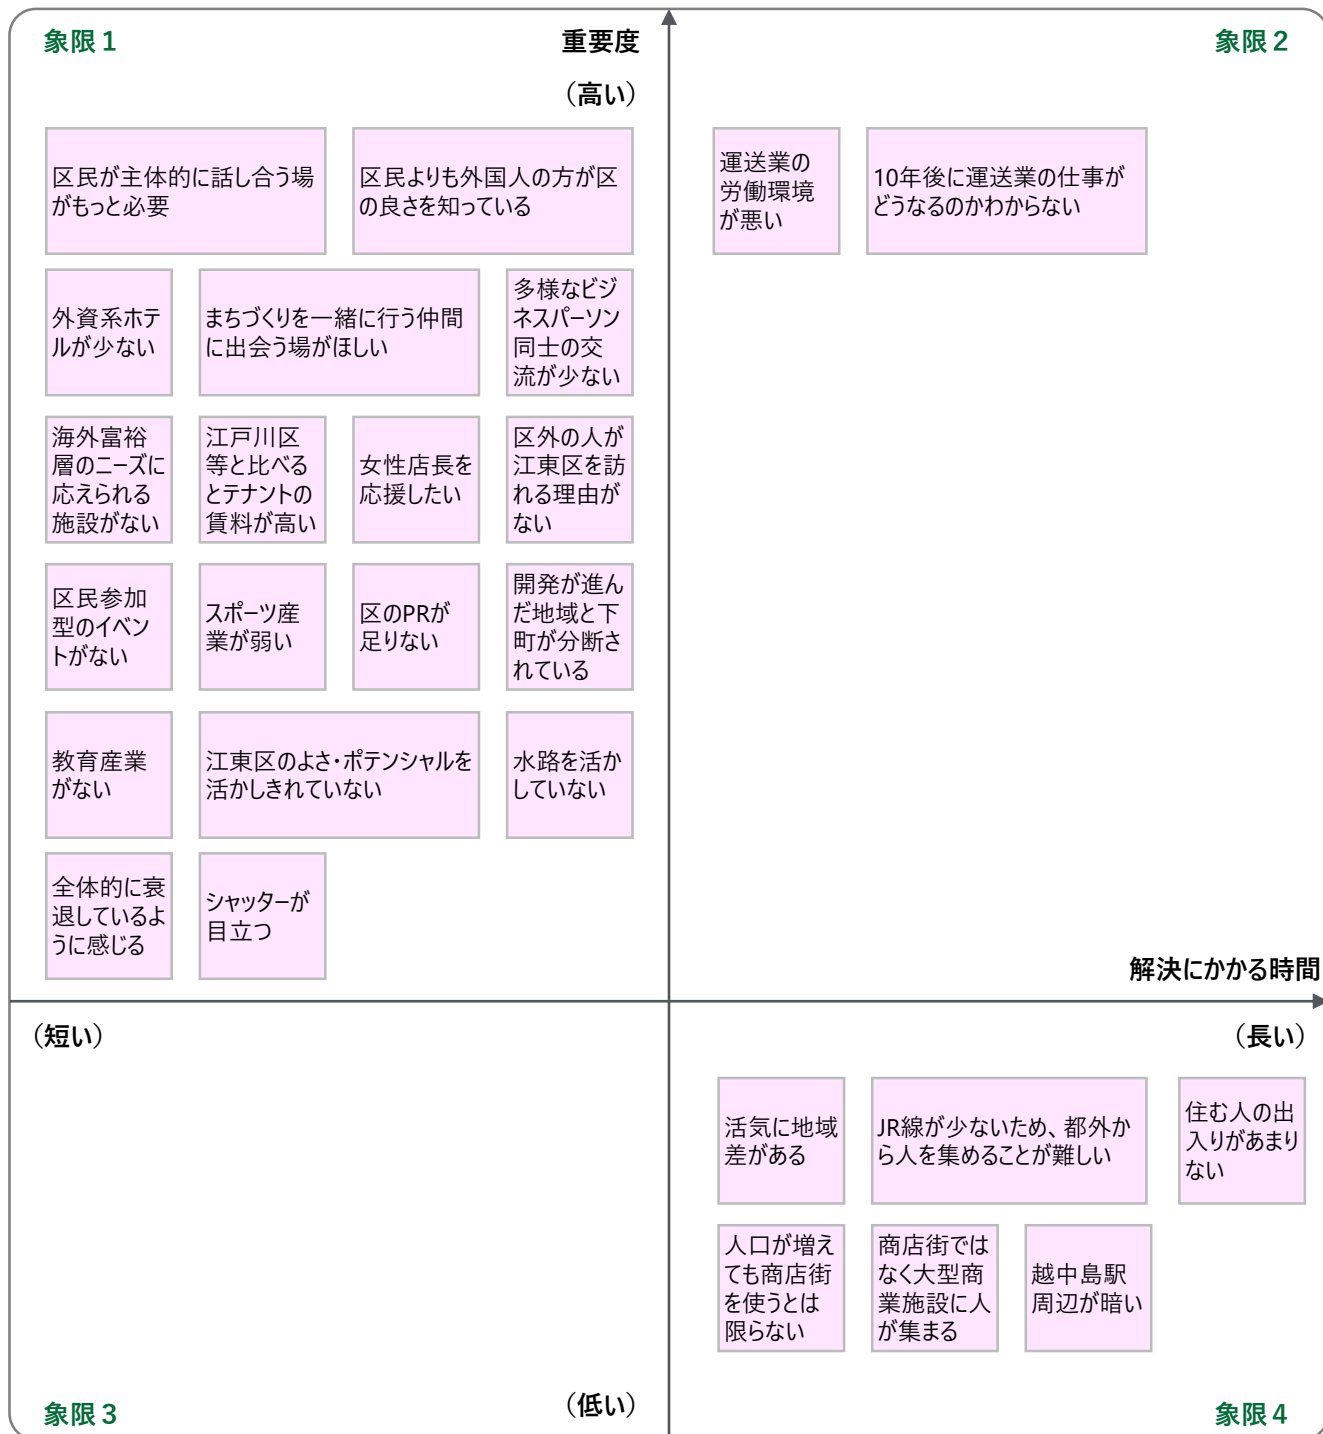 象限1
重要度
象限2
（高い）
区民が主体的に話し合う場
がもっと必要
区民よりも外国人の方が区
の良さを知っている
運送業の
労働環境
が悪い
10年後に運送業の仕事が
どうなるのかわからない
外資系ホテ
ルが少ない
まちづくりを一緒に行う仲間
に出会う場がほしい
多様なビジ
ネスパーソン
同士の交
流が少ない
海外富裕
層のニーズに
応えられる
施設がない
江戸川区
等と比べる
とテナントの
賃料が高い
女性店長を
応援したい
区外の人が
江東区を訪
れる理由が
ない
区民参加
型のイベン
トがない
スポーツ産
業が弱い
区のPRが
足りない
開発が進ん
だ地域と下
町が分断さ
れている
教育産業
がない
江東区のよさ・ポテンシャルを
活かしきれていない
水路を活か
していない
全体的に衰
退しているよ
うに感じる
シャッターが
目立つ
解決にかかる時間
（短い）
（長い）
活気に地域
差がある
JR線が少ないため、都外か
ら人を集めることが難しい
住む人の出
入りがあまり
ない
人口が増え
ても商店街
を使うとは
限らない
商店街では
なく大型商
業施設に人
が集まる
越中島駅
周辺が暗い
象限3
（低い）
象限4